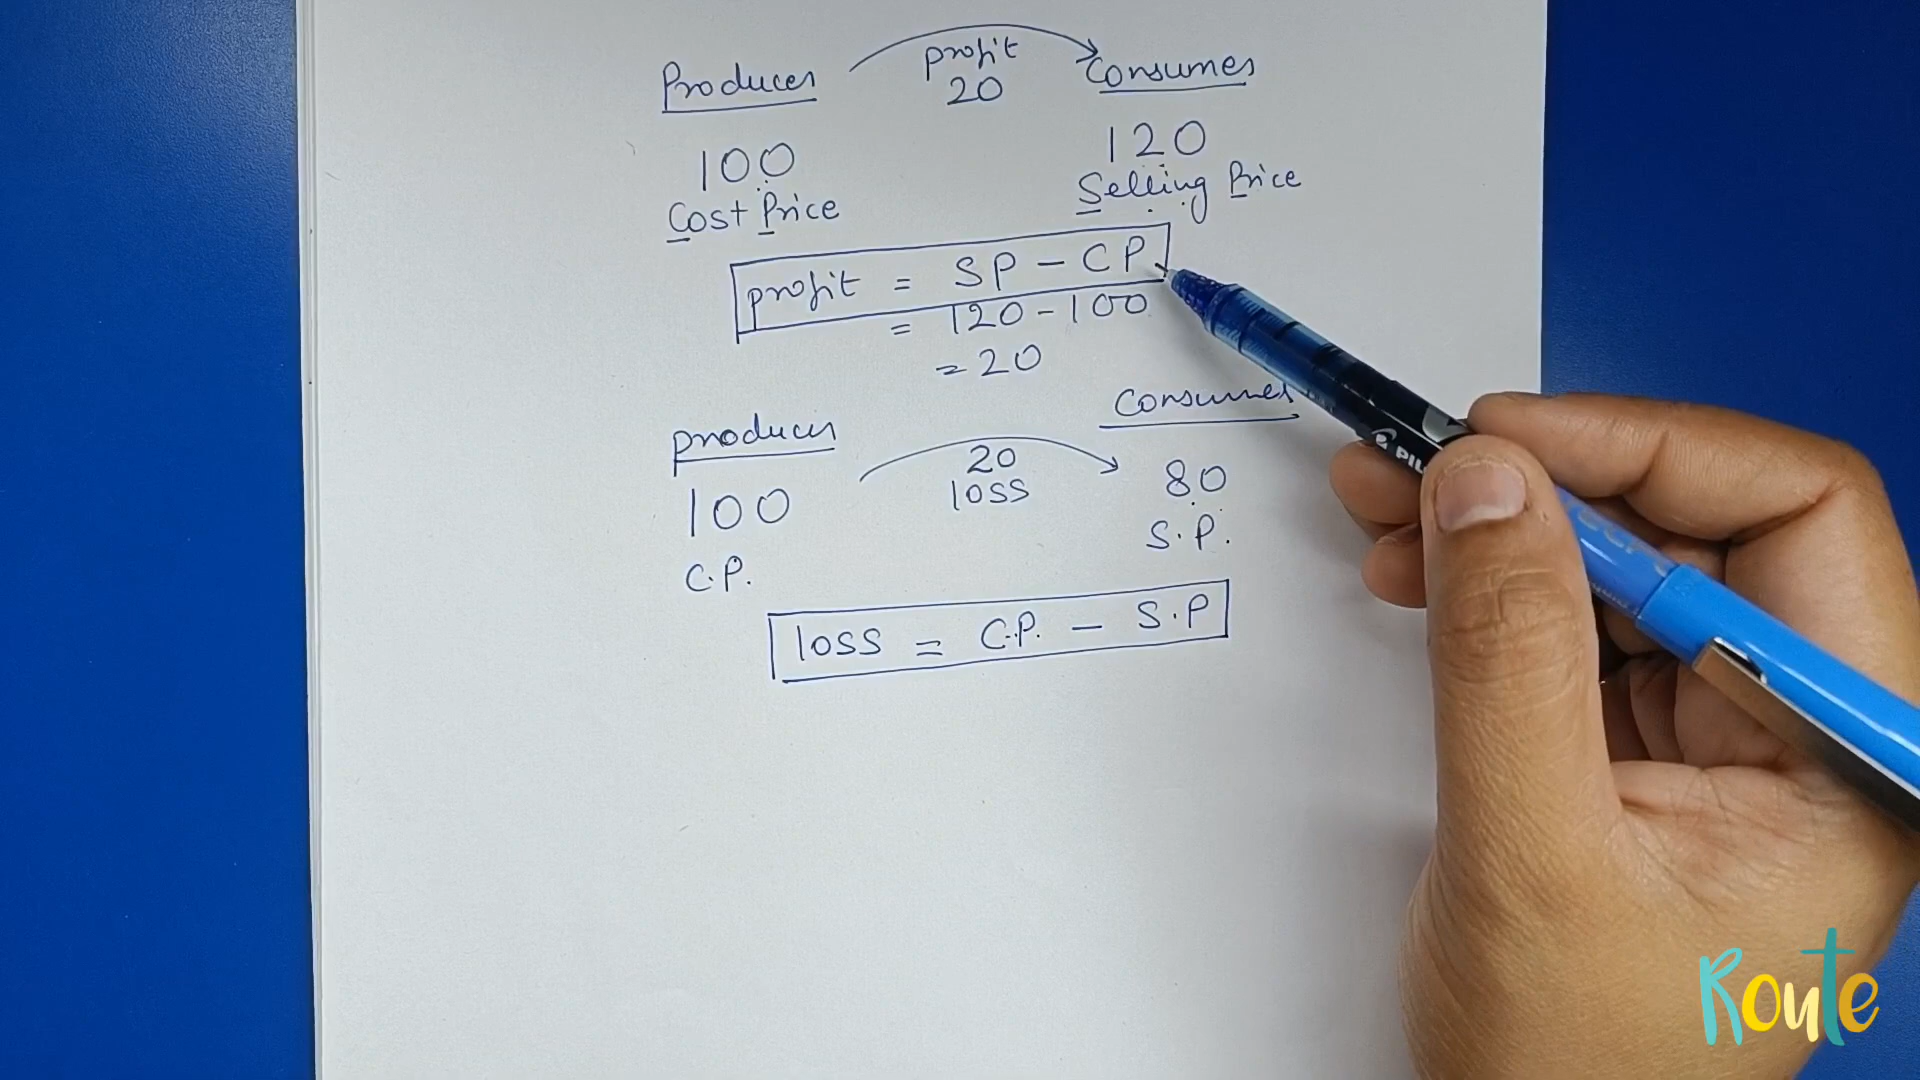 Producer profit Consumer
20
100 120
Cost Price Selling Price
profit = SP - CP
= 120 - 100
= 20
producer Consumer
100 20 80
loss
C.P. S.P.
loss = C.P. - S.P
Route